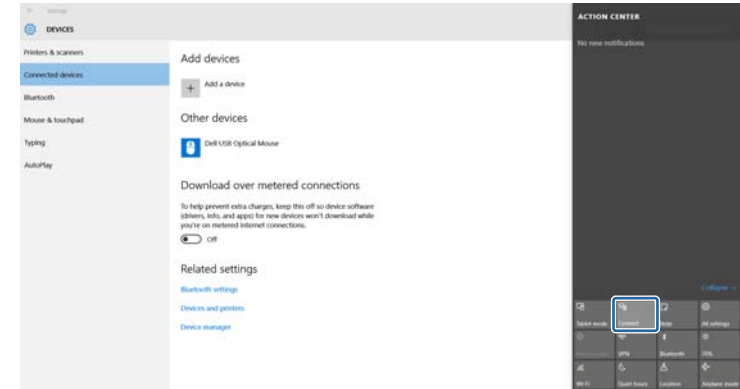 Settings
DEVICES
Printers & scanners
Connected devices
Bluetooth
Mouse & touchpad
Typing
AutoPlay
Add devices
Add a device
Other devices
Dell USB Optical Mouse
Download over metered connections
To help prevent extra charges, keep this off so device software
(drivers, info, and apps) for new devices won't download while
you're on metered Internet connections.
Off
Related settings
Bluetooth settings
Devices and printers
Device manager
ACTION CENTER
No new notifications
Collapse
Tablet mode Connect Note All settings
VPN Bluetooth 70%
Wi-Fi Quiet hours Location Airplane mode